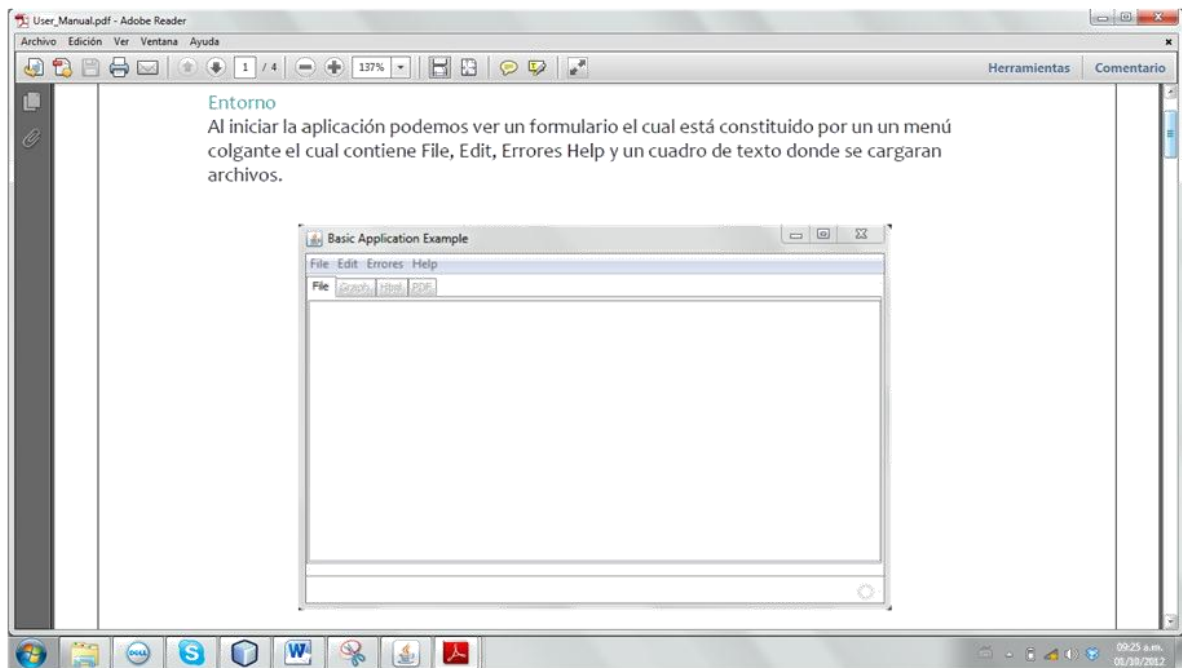 User_Manual.pdf - Adobe Reader
Archivo Edición Ver Ventana Ayuda
1 / 4 137% Herramientas Comentario
Entorno
Al iniciar la aplicación podemos ver un formulario el cual está constituido por un un menú
colgante el cual contiene File, Edit, Errores Help y un cuadro de texto donde se cargaran
archivos.
Basic Application Example
File Edit Errores Help
File Graph Html PDF
DELL
09:25 a.m.
01/10/2012